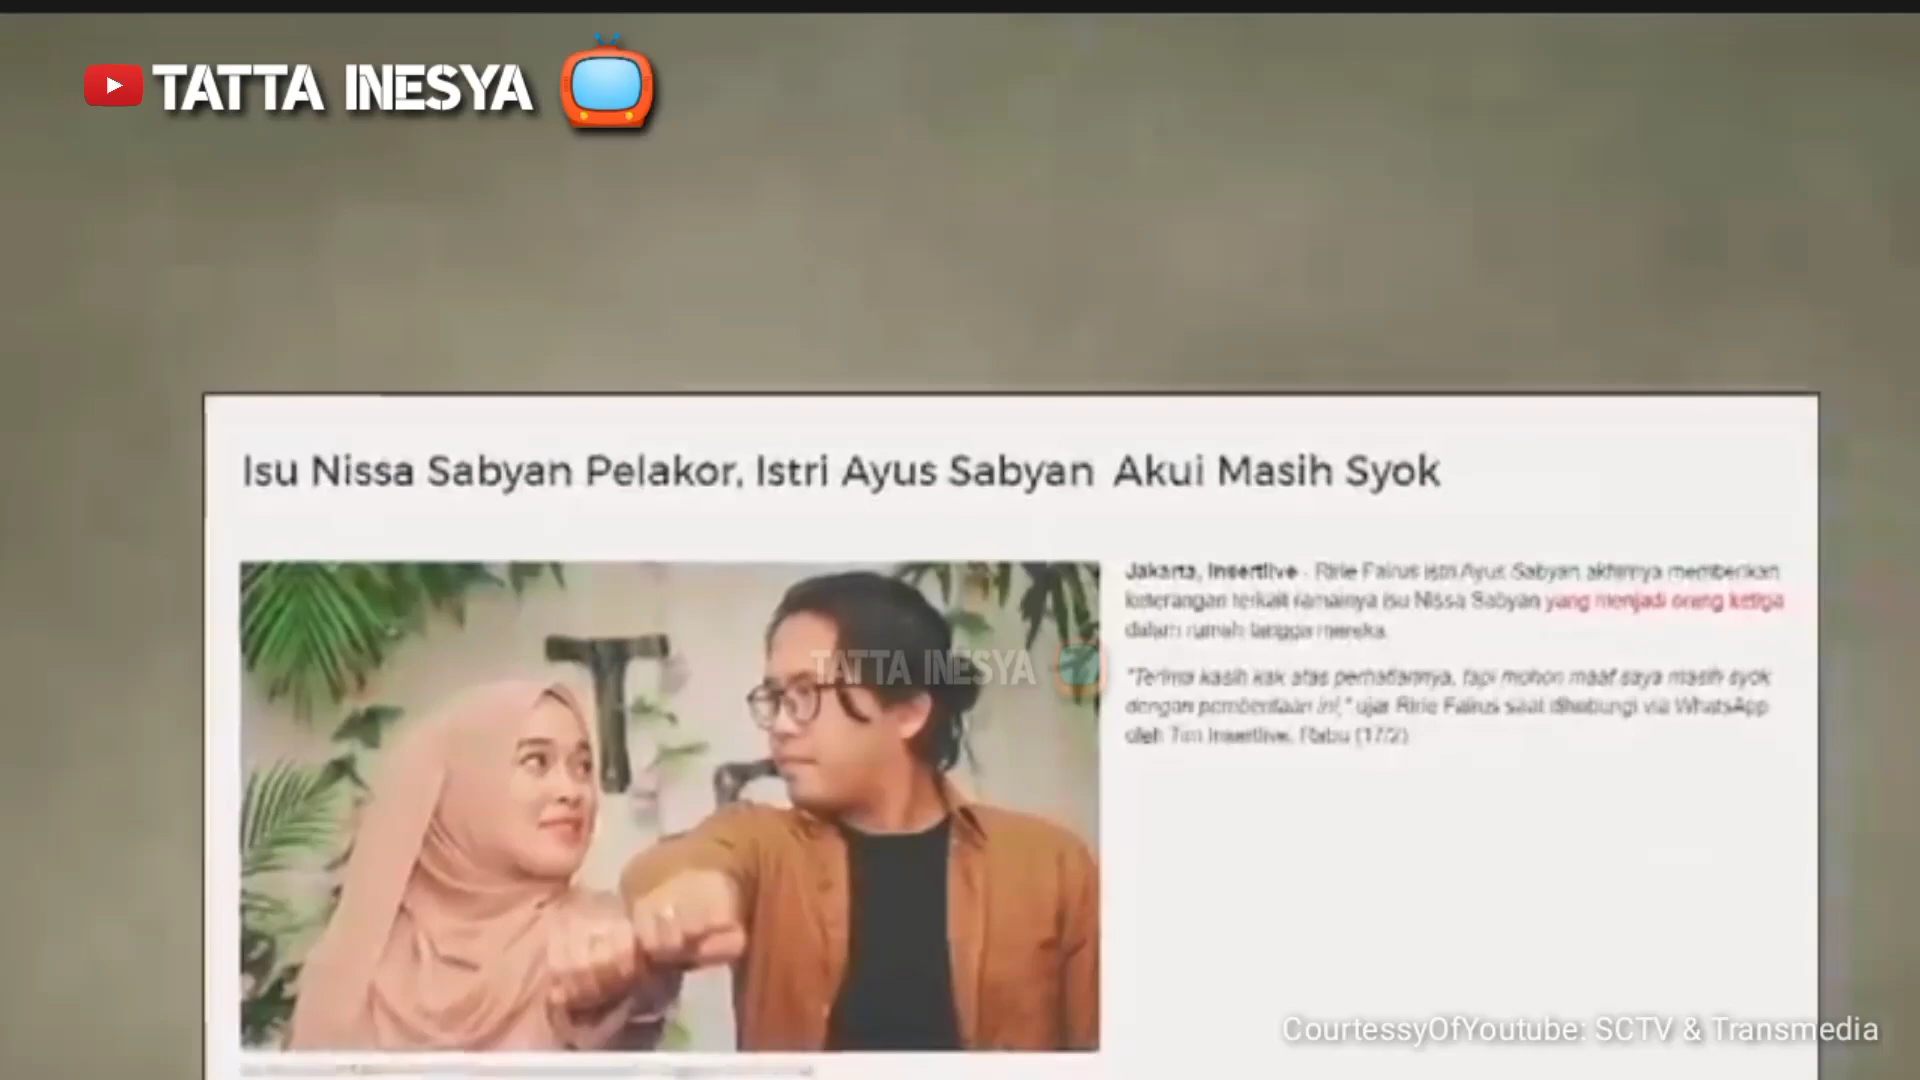 TATTA INESYA
Isu Nissa Sabyan Pelakor, Istri Ayus Sabyan Akui Masih Syok
Jakarta, Insertlive - Ririe Fairus istri Ayus Sabyan akhirnya memberikan
keterangan terkait ramainya isu Nissa Sabyan yang menjadi orang ketiga
dalam rumah tangga mereka.
TATTA INESYA
"Terima kasih kak atas perhatiannya, tapi mohon maaf saya masih syok
dengan pemberitaan ini," ujar Ririe Fairus saat dihubungi via WhatsApp
oleh Tim Insertlive, Rabu (17/2)
CourtessyOfYoutube: SCTV & Transmedia